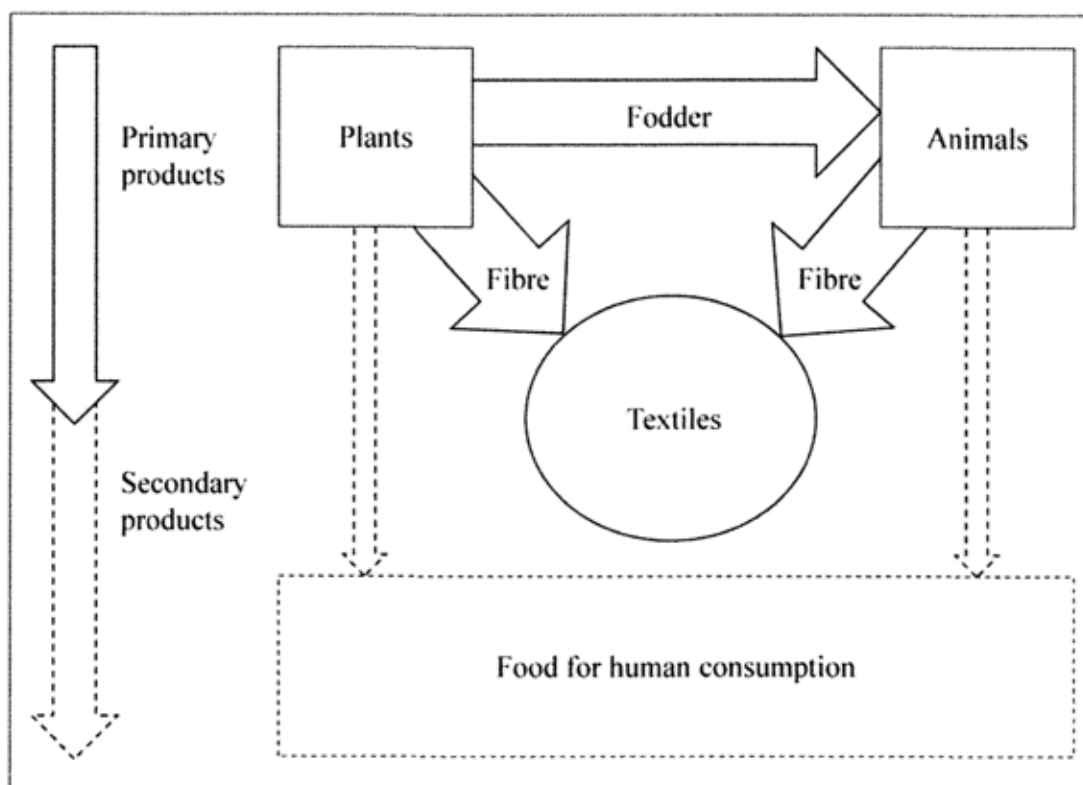 Primary
products
Plants
Fodder
Animals
Fibre
Fibre
Textiles
Secondary
products
Food for human consumption